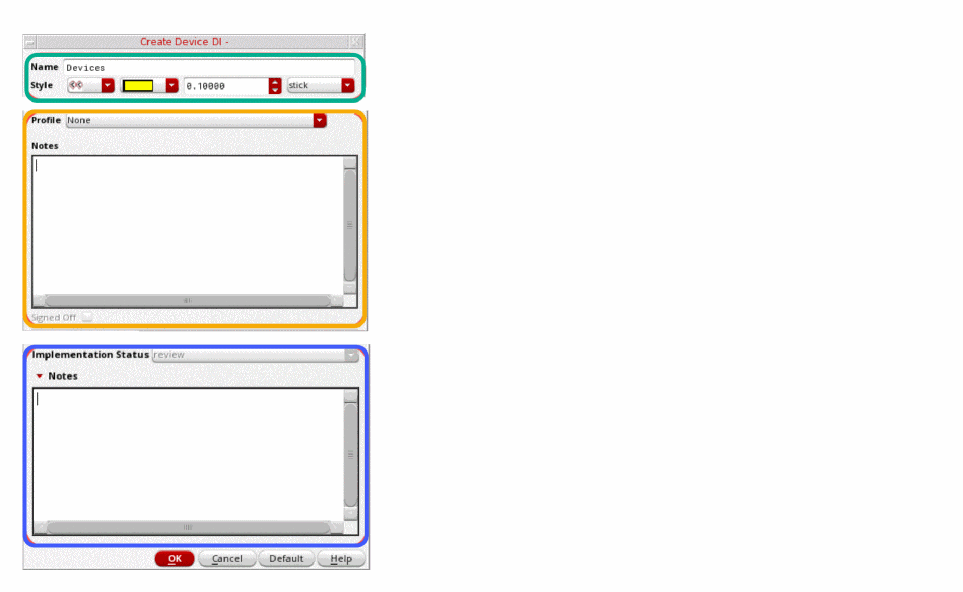 Create Device DI -
Name Devices
Style 0.10000 stick
Profile None
Notes
Signed Off
Implementation Status review
Notes
OK Cancel Default Help